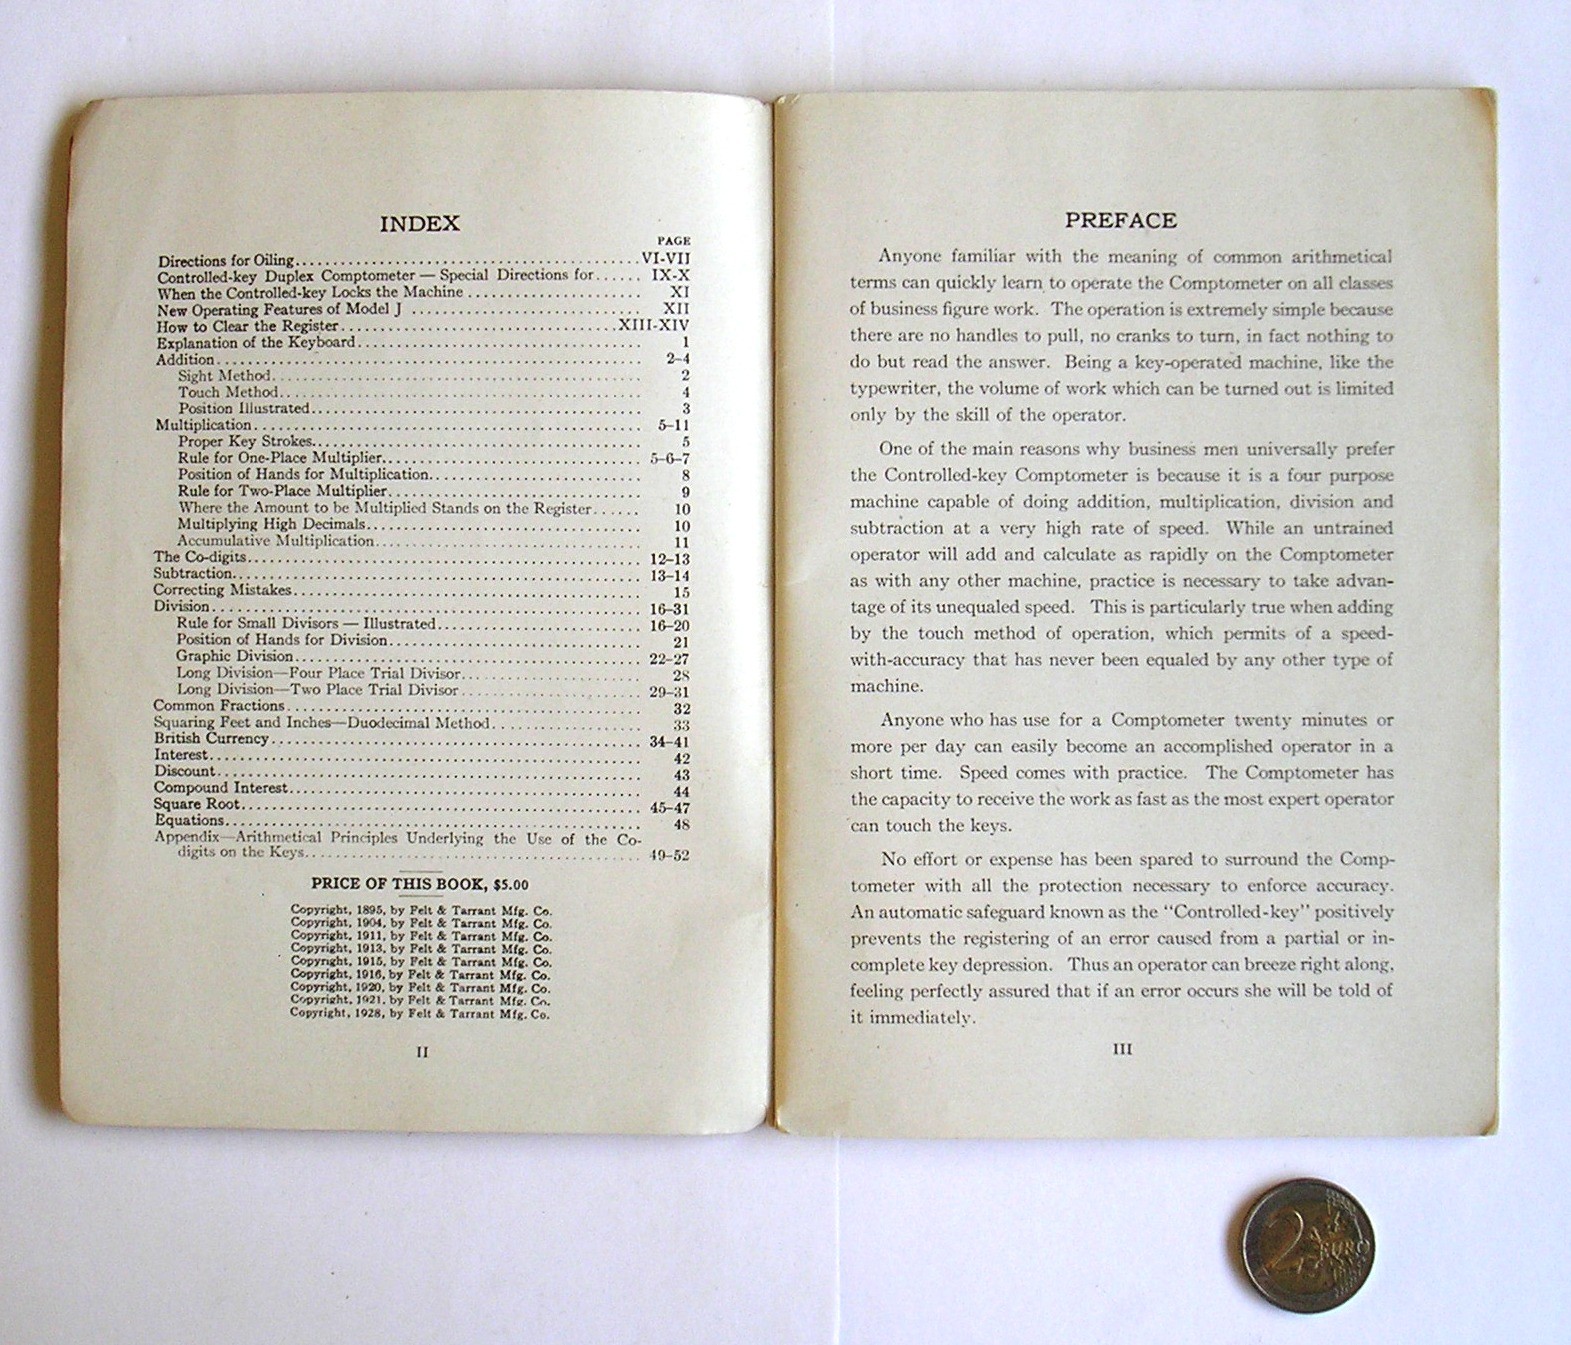 INDEX
PAGE
Directions for Oiling VI-VII
Controlled-key Duplex Comptometer — Special Directions for IX-X
When the Controlled-key Locks the Machine XI
New Operating Features of Model J XII
How to Clear the Register XIII-XIV
Explanation of the Keyboard 1
Addition 2–4
Sight Method 2
Touch Method 4
Position Illustrated 3
Multiplication 5–11
Proper Key Strokes 5
Rule for One-Place Multiplier 5–6–7
Position of Hands for Multiplication 8
Rule for Two-Place Multiplier 9
Where the Amount to be Multiplied Stands on the Register 10
Multiplying High Decimals 10
Accumulative Multiplication 11
The Co-digits 12–13
Subtraction 13–14
Correcting Mistakes 15
Division 16–31
Rule for Small Divisors — Illustrated 16–20
Position of Hands for Division 21
Graphic Division 22–27
Long Division—Four Place Trial Divisor 28
Long Division—Two Place Trial Divisor 29–31
Common Fractions 32
Squaring Feet and Inches—Duodecimal Method 33
British Currency 34–41
Interest 42
Discount 43
Compound Interest 44
Square Root 45–47
Equations 48
Appendix—Arithmetical Principles Underlying the Use of the Co-
digits on the Keys 49–52
PRICE OF THIS BOOK, $5.00
Copyright, 1895, by Felt & Tarrant Mfg. Co.
Copyright, 1904, by Felt & Tarrant Mfg. Co.
Copyright, 1911, by Felt & Tarrant Mfg. Co.
Copyright, 1913, by Felt & Tarrant Mfg. Co.
Copyright, 1915, by Felt & Tarrant Mfg. Co.
Copyright, 1916, by Felt & Tarrant Mfg. Co.
Copyright, 1920, by Felt & Tarrant Mfg. Co.
Copyright, 1921, by Felt & Tarrant Mfg. Co.
Copyright, 1928, by Felt & Tarrant Mfg. Co.
II
PREFACE
Anyone familiar with the meaning of common arithmetical
terms can quickly learn to operate the Comptometer on all classes
of business figure work. The operation is extremely simple because
there are no handles to pull, no cranks to turn, in fact nothing to
do but read the answer. Being a key-operated machine, like the
typewriter, the volume of work which can be turned out is limited
only by the skill of the operator.
One of the main reasons why business men universally prefer
the Controlled-key Comptometer is because it is a four purpose
machine capable of doing addition, multiplication, division and
subtraction at a very high rate of speed. While an untrained
operator will add and calculate as rapidly on the Comptometer
as with any other machine, practice is necessary to take advan-
tage of its unequaled speed. This is particularly true when adding
by the touch method of operation, which permits of a speed-
with-accuracy that has never been equaled by any other type of
machine.
Anyone who has use for a Comptometer twenty minutes or
more per day can easily become an accomplished operator in a
short time. Speed comes with practice. The Comptometer has
the capacity to receive the work as fast as the most expert operator
can touch the keys.
No effort or expense has been spared to surround the Comp-
tometer with all the protection necessary to enforce accuracy.
An automatic safeguard known as the “Controlled-key” positively
prevents the registering of an error caused from a partial or in-
complete key depression. Thus an operator can breeze right along,
feeling perfectly assured that if an error occurs she will be told of
it immediately.
III
2 EURO